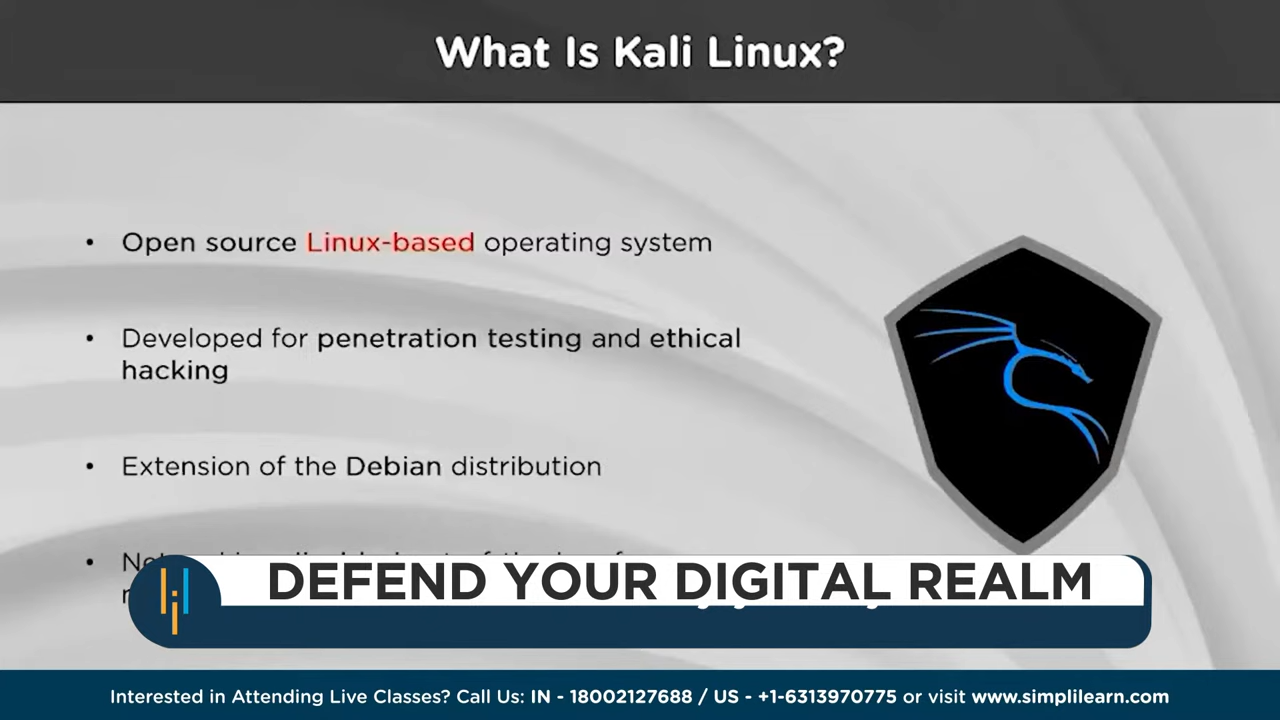 What Is Kali Linux?
• Open source Linux-based operating system
• Developed for penetration testing and ethical
hacking
• Extension of the Debian distribution
•
DEFEND YOUR DIGITAL REALM
Interested in Attending Live Classes? Call Us: IN - 18002127688 / US - +1-6313970775 or visit www.simplilearn.com